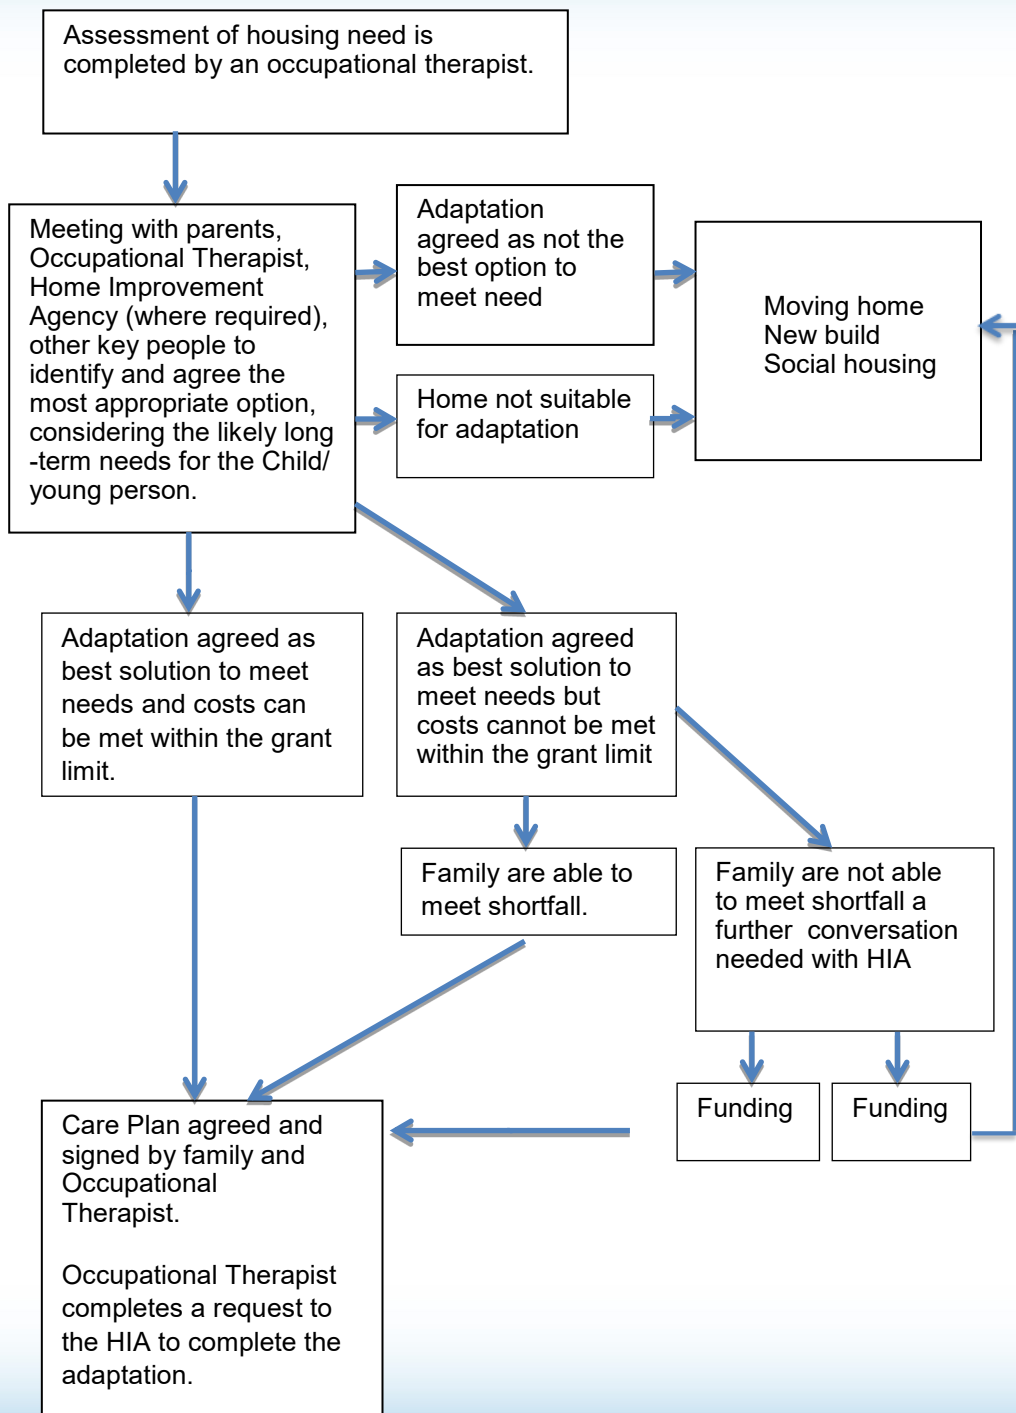 Assessment of housing need is
completed by an occupational therapist.
Meeting with parents,
Occupational Therapist,
Home Improvement
Agency (where required),
other key people to
identify and agree the
most appropriate option,
considering the likely long
-term needs for the Child/
young person.
Adaptation
agreed as not the
best option to
meet need
Home not suitable
for adaptation
Moving home
New build
Social housing
Adaptation agreed as
best solution to meet
needs and costs can
be met within the grant
limit.
Adaptation agreed
as best solution to
meet needs but
costs cannot be met
within the grant limit
Family are able to
meet shortfall.
Family are not able
to meet shortfall a
further conversation
needed with HIA
Funding
Funding
Care Plan agreed and
signed by family and
Occupational
Therapist.
Occupational Therapist
completes a request to
the HIA to complete the
adaptation.